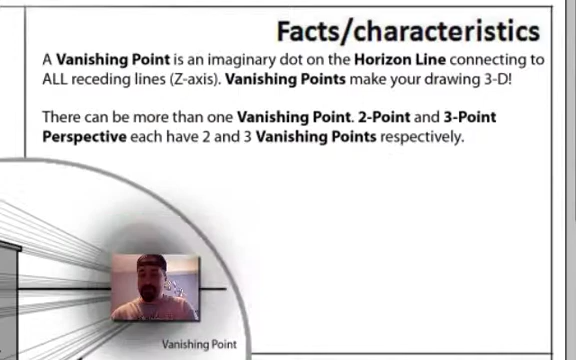 Facts/characteristics
A Vanishing Point is an imaginary dot on the Horizon Line connecting to
ALL receding lines (Z-axis). Vanishing Points make your drawing 3-D!
There can be more than one Vanishing Point. 2-Point and 3-Point
Perspective each have 2 and 3 Vanishing Points respectively.
Vanishing Point